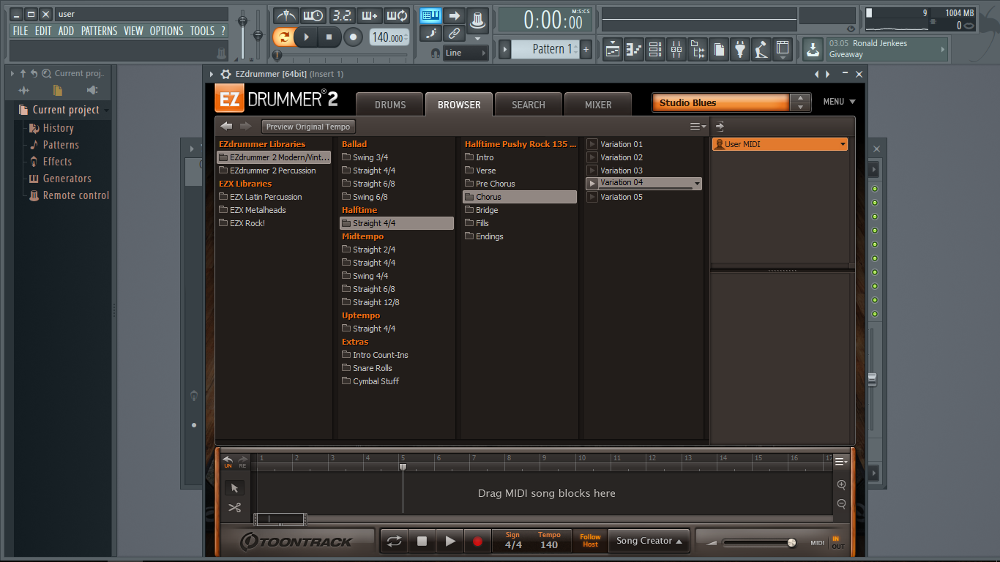 user
FILE EDIT ADD PATTERNS VIEW OPTIONS TOOLS ?
3.2.
140.000
Line
0:00:00
M:S:CS
Pattern 1
9
1004 MB
0
03.05 Ronald Jenkees
Giveaway
Current proj..
Current project
History
Patterns
Effects
Generators
Remote control
EZdrummer [64bit] (Insert 1)
EZ DRUMMER® 2
DRUMS
BROWSER
SEARCH
MIXER
Studio Blues
MENU
Preview Original Tempo
EZdrummer Libraries
EZdrummer 2 Modern/Vint...
EZdrummer 2 Percussion
EZX Libraries
EZX Latin Percussion
EZX Metalheads
EZX Rock!
Ballad
Swing 3/4
Straight 4/4
Straight 6/8
Swing 6/8
Halftime
Straight 4/4
Midtempo
Straight 2/4
Straight 4/4
Swing 4/4
Straight 6/8
Straight 12/8
Uptempo
Straight 4/4
Extras
Intro Count-Ins
Snare Rolls
Cymbal Stuff
Halftime Pushy Rock 135 ...
Intro
Verse
Pre Chorus
Chorus
Bridge
Fills
Endings
Variation 01
Variation 02
Variation 03
Variation 04
Variation 05
User MIDI
UN RE
1 2 3 4 5 6 7 8 9 10 11 12 13 14 15 16 17
Drag MIDI song blocks here
TOONTRACK
Sign
4/4
Tempo
140
Follow
Host
Song Creator
MIDI
IN
OUT